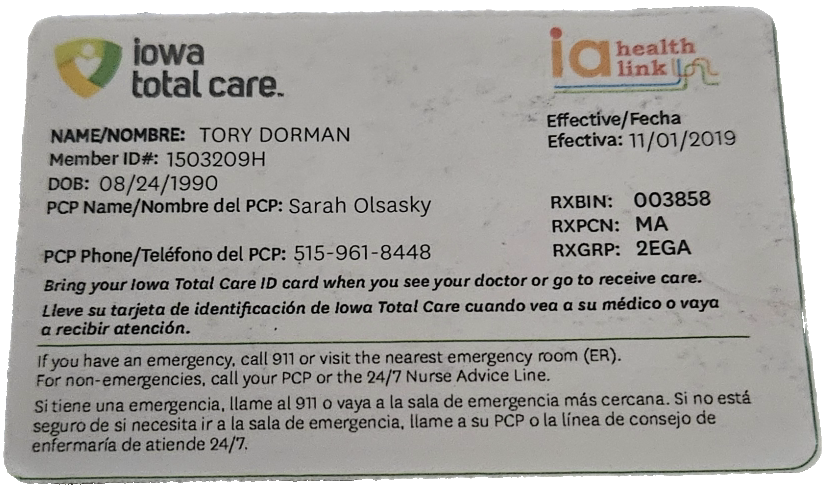 iowa
total care™
ia health
link
NAME/NOMBRE: TORY DORMAN
Member ID#: 1503209H
DOB: 08/24/1990
PCP Name/Nombre del PCP: Sarah Olsasky
PCP Phone/Teléfono del PCP: 515-961-8448
Effective/Fecha
Efectiva: 11/01/2019
RXBIN: 003858
RXPCN: MA
RXGRP: 2EGA
Bring your Iowa Total Care ID card when you see your doctor or go to receive care.
Lleve su tarjeta de identificación de Iowa Total Care cuando vea a su médico o vaya
a recibir atención.
If you have an emergency, call 911 or visit the nearest emergency room (ER).
For non-emergencies, call your PCP or the 24/7 Nurse Advice Line.
Si tiene una emergencia, llame al 911 o vaya a la sala de emergencia más cercana. Si no está
seguro de si necesita ir a la sala de emergencia, llame a su PCP o la línea de consejo de
enfermaría de atiende 24/7.